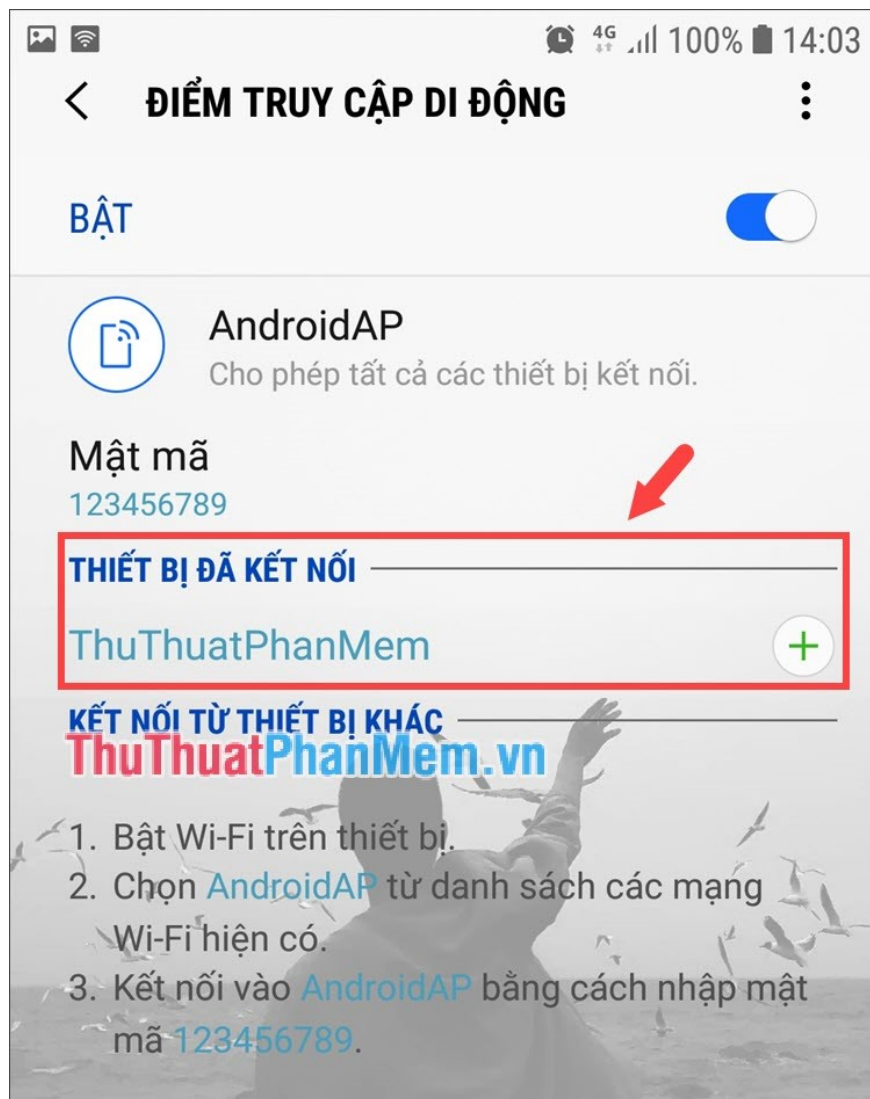 4G 100% 14:03
ĐIỂM TRUY CẬP DI ĐỘNG
BẬT
AndroidAP
Cho phép tất cả các thiết bị kết nối.
Mật mã
123456789
THIẾT BỊ ĐÃ KẾT NỐI
ThuThuatPhanMem
KẾT NỐI TỪ THIẾT BỊ KHÁC
ThuThuatPhanMem.vn
1. Bật Wi-Fi trên thiết bị.
2. Chọn AndroidAP từ danh sách các mạng
Wi-Fi hiện có.
3. Kết nối vào AndroidAP bằng cách nhập mật
mã 123456789.